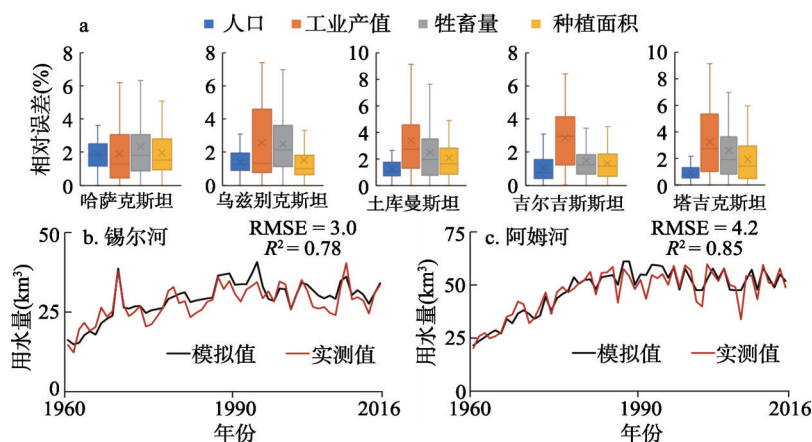 a
人口 工业产值 牲畜量 种植面积
相对误差(%)
8 6 4 2 0
8 6 4 2 0
10 8 6 4 2 0
8 6 4 2 0
10 8 6 4 2 0
哈萨克斯坦 乌兹别克斯坦 土库曼斯坦 吉尔吉斯斯坦 塔吉克斯坦
b. 锡尔河
RMSE = 3.0
R² = 0.78
用水量(km³)
50
25
0
模拟值 实测值
1960 1990 2016
年份
c. 阿姆河
RMSE = 4.2
R² = 0.85
用水量(km³)
75
50
25
0
模拟值 实测值
1960 1990 2016
年份